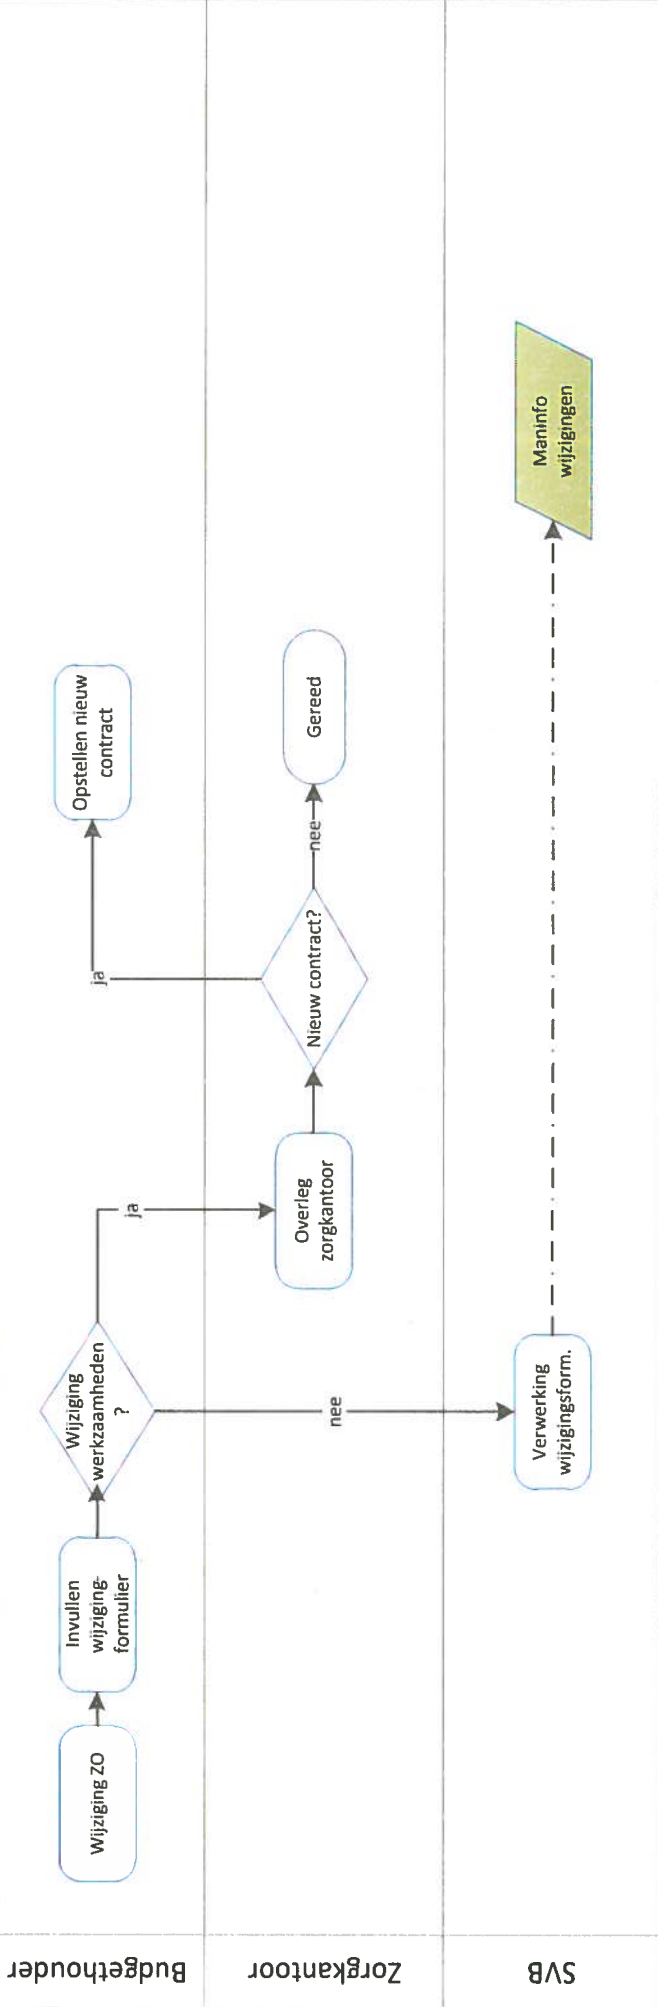 Budgethouder
Wijziging ZO
Invullen
wijziging-
formulier
Wijziging
werkzaamheden
?
ja
nee
Opstellen nieuw
contract
Zorgkantoor
Overleg
zorgkantoor
Nieuw contract?
ja
nee
Gereed
SVB
Verwerking
wijzigingsform.
Maninfo
wijzigingen